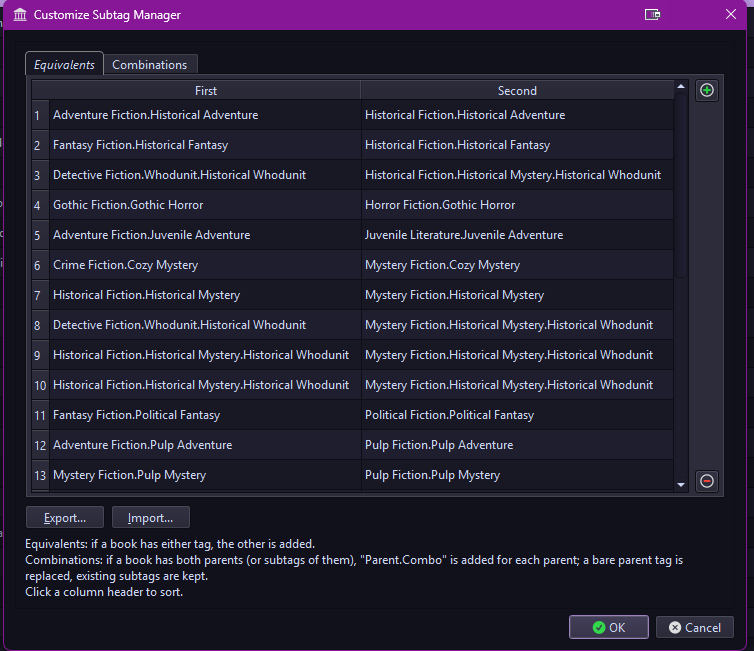 Customize Subtag Manager
Equivalents Combinations
First Second
1 Adventure Fiction.Historical Adventure Historical Fiction.Historical Adventure
2 Fantasy Fiction.Historical Fantasy Historical Fiction.Historical Fantasy
3 Detective Fiction.Whodunit.Historical Whodunit Historical Fiction.Historical Mystery.Historical Whodunit
4 Gothic Fiction.Gothic Horror Horror Fiction.Gothic Horror
5 Adventure Fiction.Juvenile Adventure Juvenile Literature.Juvenile Adventure
6 Crime Fiction.Cozy Mystery Mystery Fiction.Cozy Mystery
7 Historical Fiction.Historical Mystery Mystery Fiction.Historical Mystery
8 Detective Fiction.Whodunit.Historical Whodunit Mystery Fiction.Historical Mystery.Historical Whodunit
9 Historical Fiction.Historical Mystery.Historical Whodunit Mystery Fiction.Historical Mystery.Historical Whodunit
10 Historical Fiction.Historical Mystery.Historical Whodunit Mystery Fiction.Historical Mystery.Historical Whodunit
11 Fantasy Fiction.Political Fantasy Political Fiction.Political Fantasy
12 Adventure Fiction.Pulp Adventure Pulp Fiction.Pulp Adventure
13 Mystery Fiction.Pulp Mystery Pulp Fiction.Pulp Mystery
Export... Import...
Equivalents: if a book has either tag, the other is added.
Combinations: if a book has both parents (or subtags of them), "Parent.Combo" is added for each parent; a bare parent tag is
replaced, existing subtags are kept.
Click a column header to sort.
OK Cancel